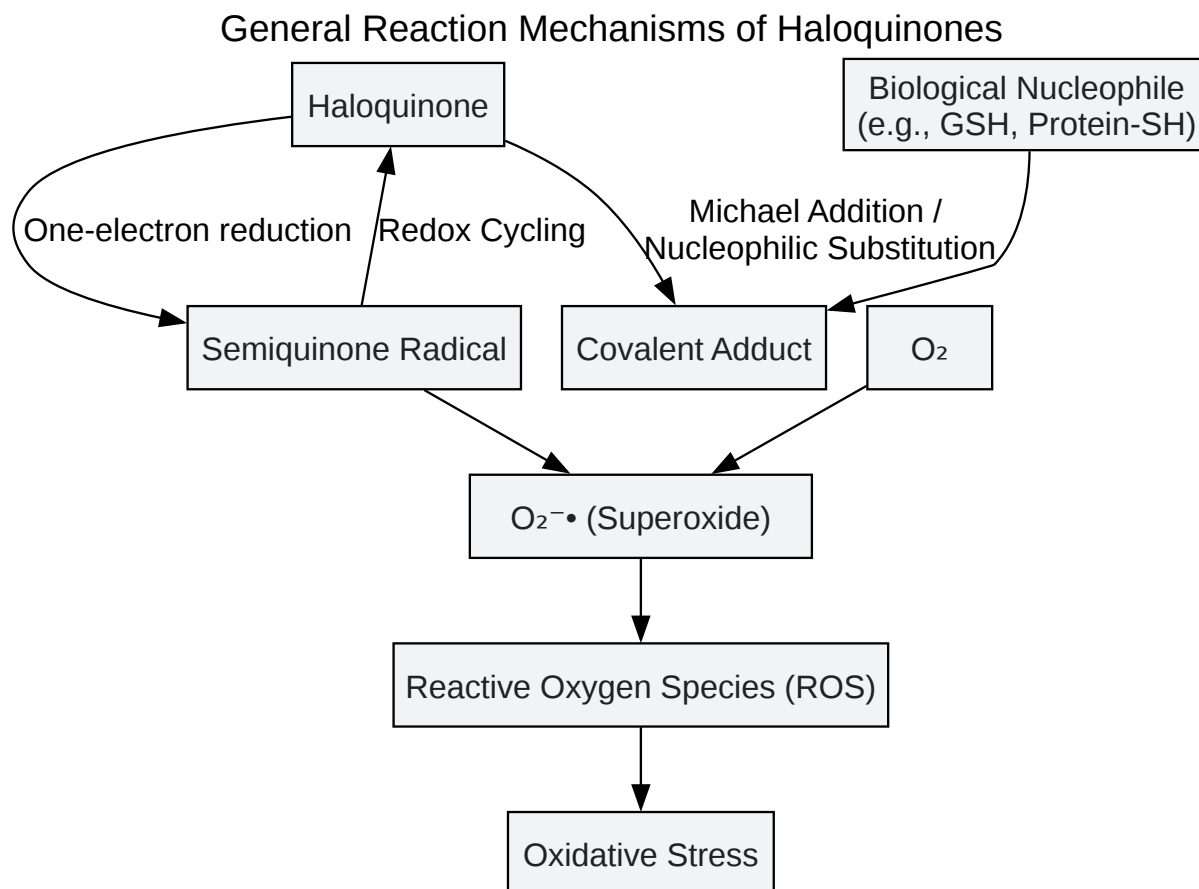 General Reaction Mechanisms of Haloquinones
Haloquinone
Biological Nucleophile
(e.g., GSH, Protein-SH)
One-electron reduction
Redox Cycling
Michael Addition /
Nucleophilic Substitution
Semiquinone Radical
Covalent Adduct
O₂
O₂⁻• (Superoxide)
Reactive Oxygen Species (ROS)
Oxidative Stress